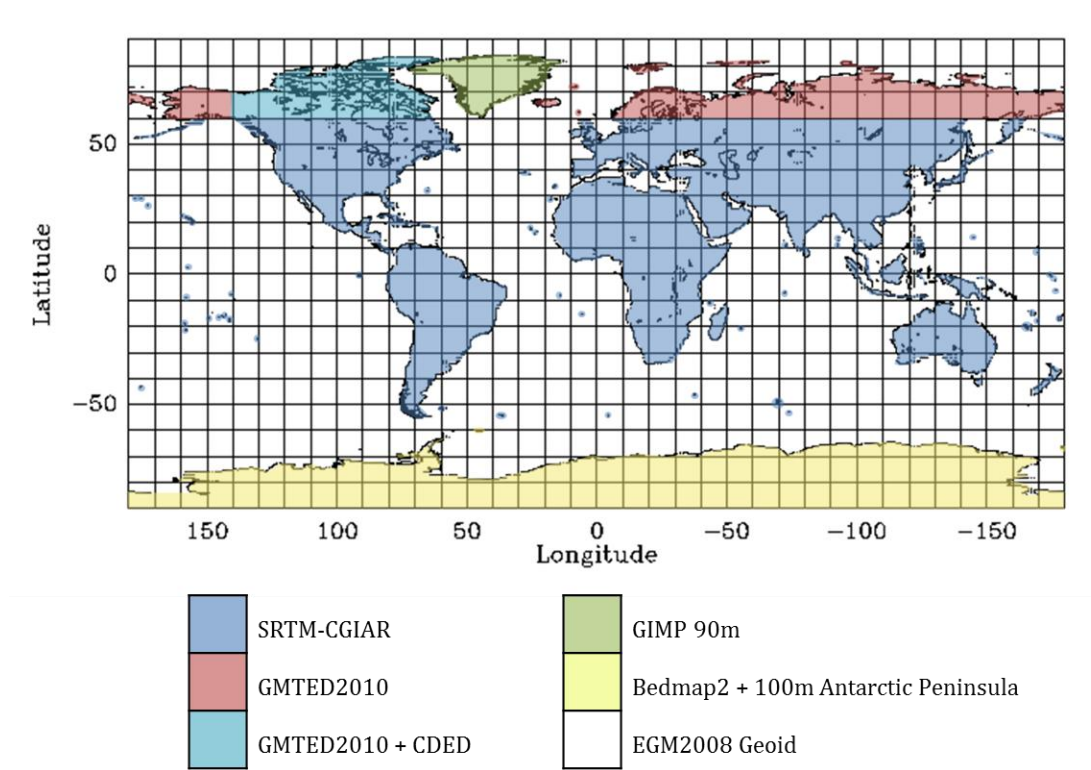 50
0
−50
Latitude
150
100
50
0
−50
−100
−150
Longitude
SRTM-CGIAR
GMTED2010
GMTED2010 + CDED
GIMP 90m
Bedmap2 + 100m Antarctic Peninsula
EGM2008 Geoid